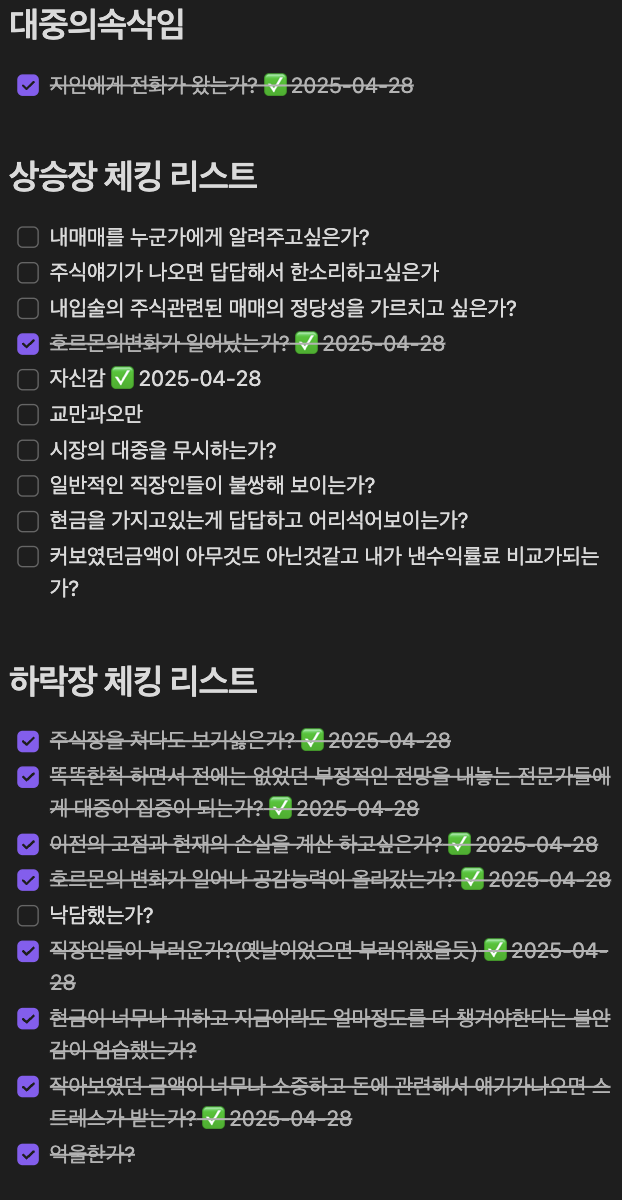 대중의속삭임
지인에게 전화가 왔는가? ✅ 2025-04-28
상승장 체킹 리스트
내매매를 누군가에게 알려주고싶은가?
주식얘기가 나오면 답답해서 한소리하고싶은가
내입술의 주식관련된 매매의 정당성을 가르치고 싶은가?
호르몬의변화가 일어났는가? ✅ 2025-04-28
자신감 ✅ 2025-04-28
교만과오만
시장의 대중을 무시하는가?
일반적인 직장인들이 불쌍해 보이는가?
현금을 가지고있는게 답답하고 어리석어보이는가?
커보였던금액이 아무것도 아닌것같고 내가 낸수익률료 비교가되는
가?
하락장 체킹 리스트
주식장을 쳐다도 보기싫은가? ✅ 2025-04-28
똑똑한척 하면서 전에는 없었던 부정적인 전망을 내놓는 전문가들에
게 대중이 집중이 되는가? ✅ 2025-04-28
이전의 고점과 현재의 손실을 계산 하고싶은가? ✅ 2025-04-28
호르몬의 변화가 일어나 공감능력이 올라갔는가? ✅ 2025-04-28
낙담했는가?
직장인들이 부러운가?(옛날이었으면 부러워했을듯) ✅ 2025-04-
28
현금이 너무나 귀하고 지금이라도 얼마정도를 더 챙겨야한다는 불안
감이 엄습했는가?
작아보였던 금액이 너무나 소중하고 돈에 관련해서 얘기가나오면 스
트레스가 받는가? ✅ 2025-04-28
억울한가?